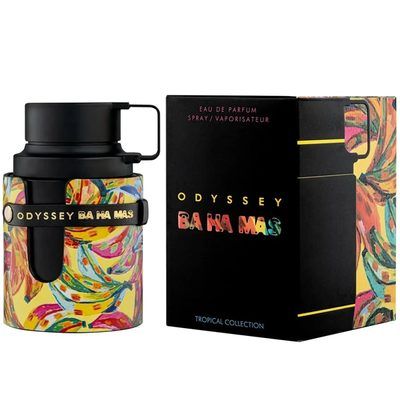 ODYSSEY BA HA MAS
EAU DE PARFUM
SPRAY / VAPORISATEUR
ODYSSEY
BA HA MAS
TROPICAL COLLECTION